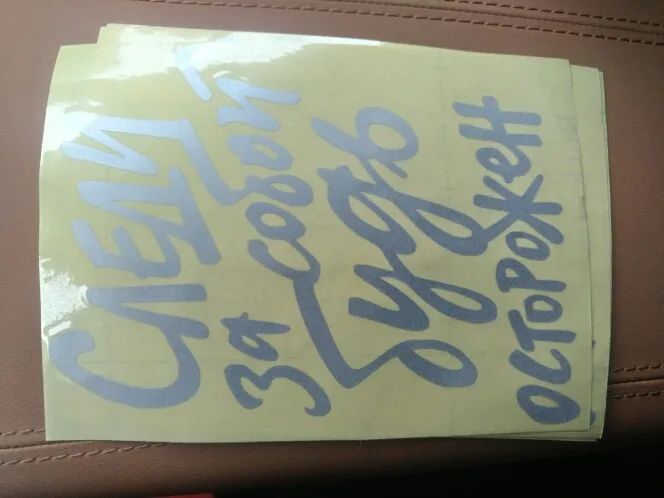 СЛЕДИ
за собой
будь
осторожен